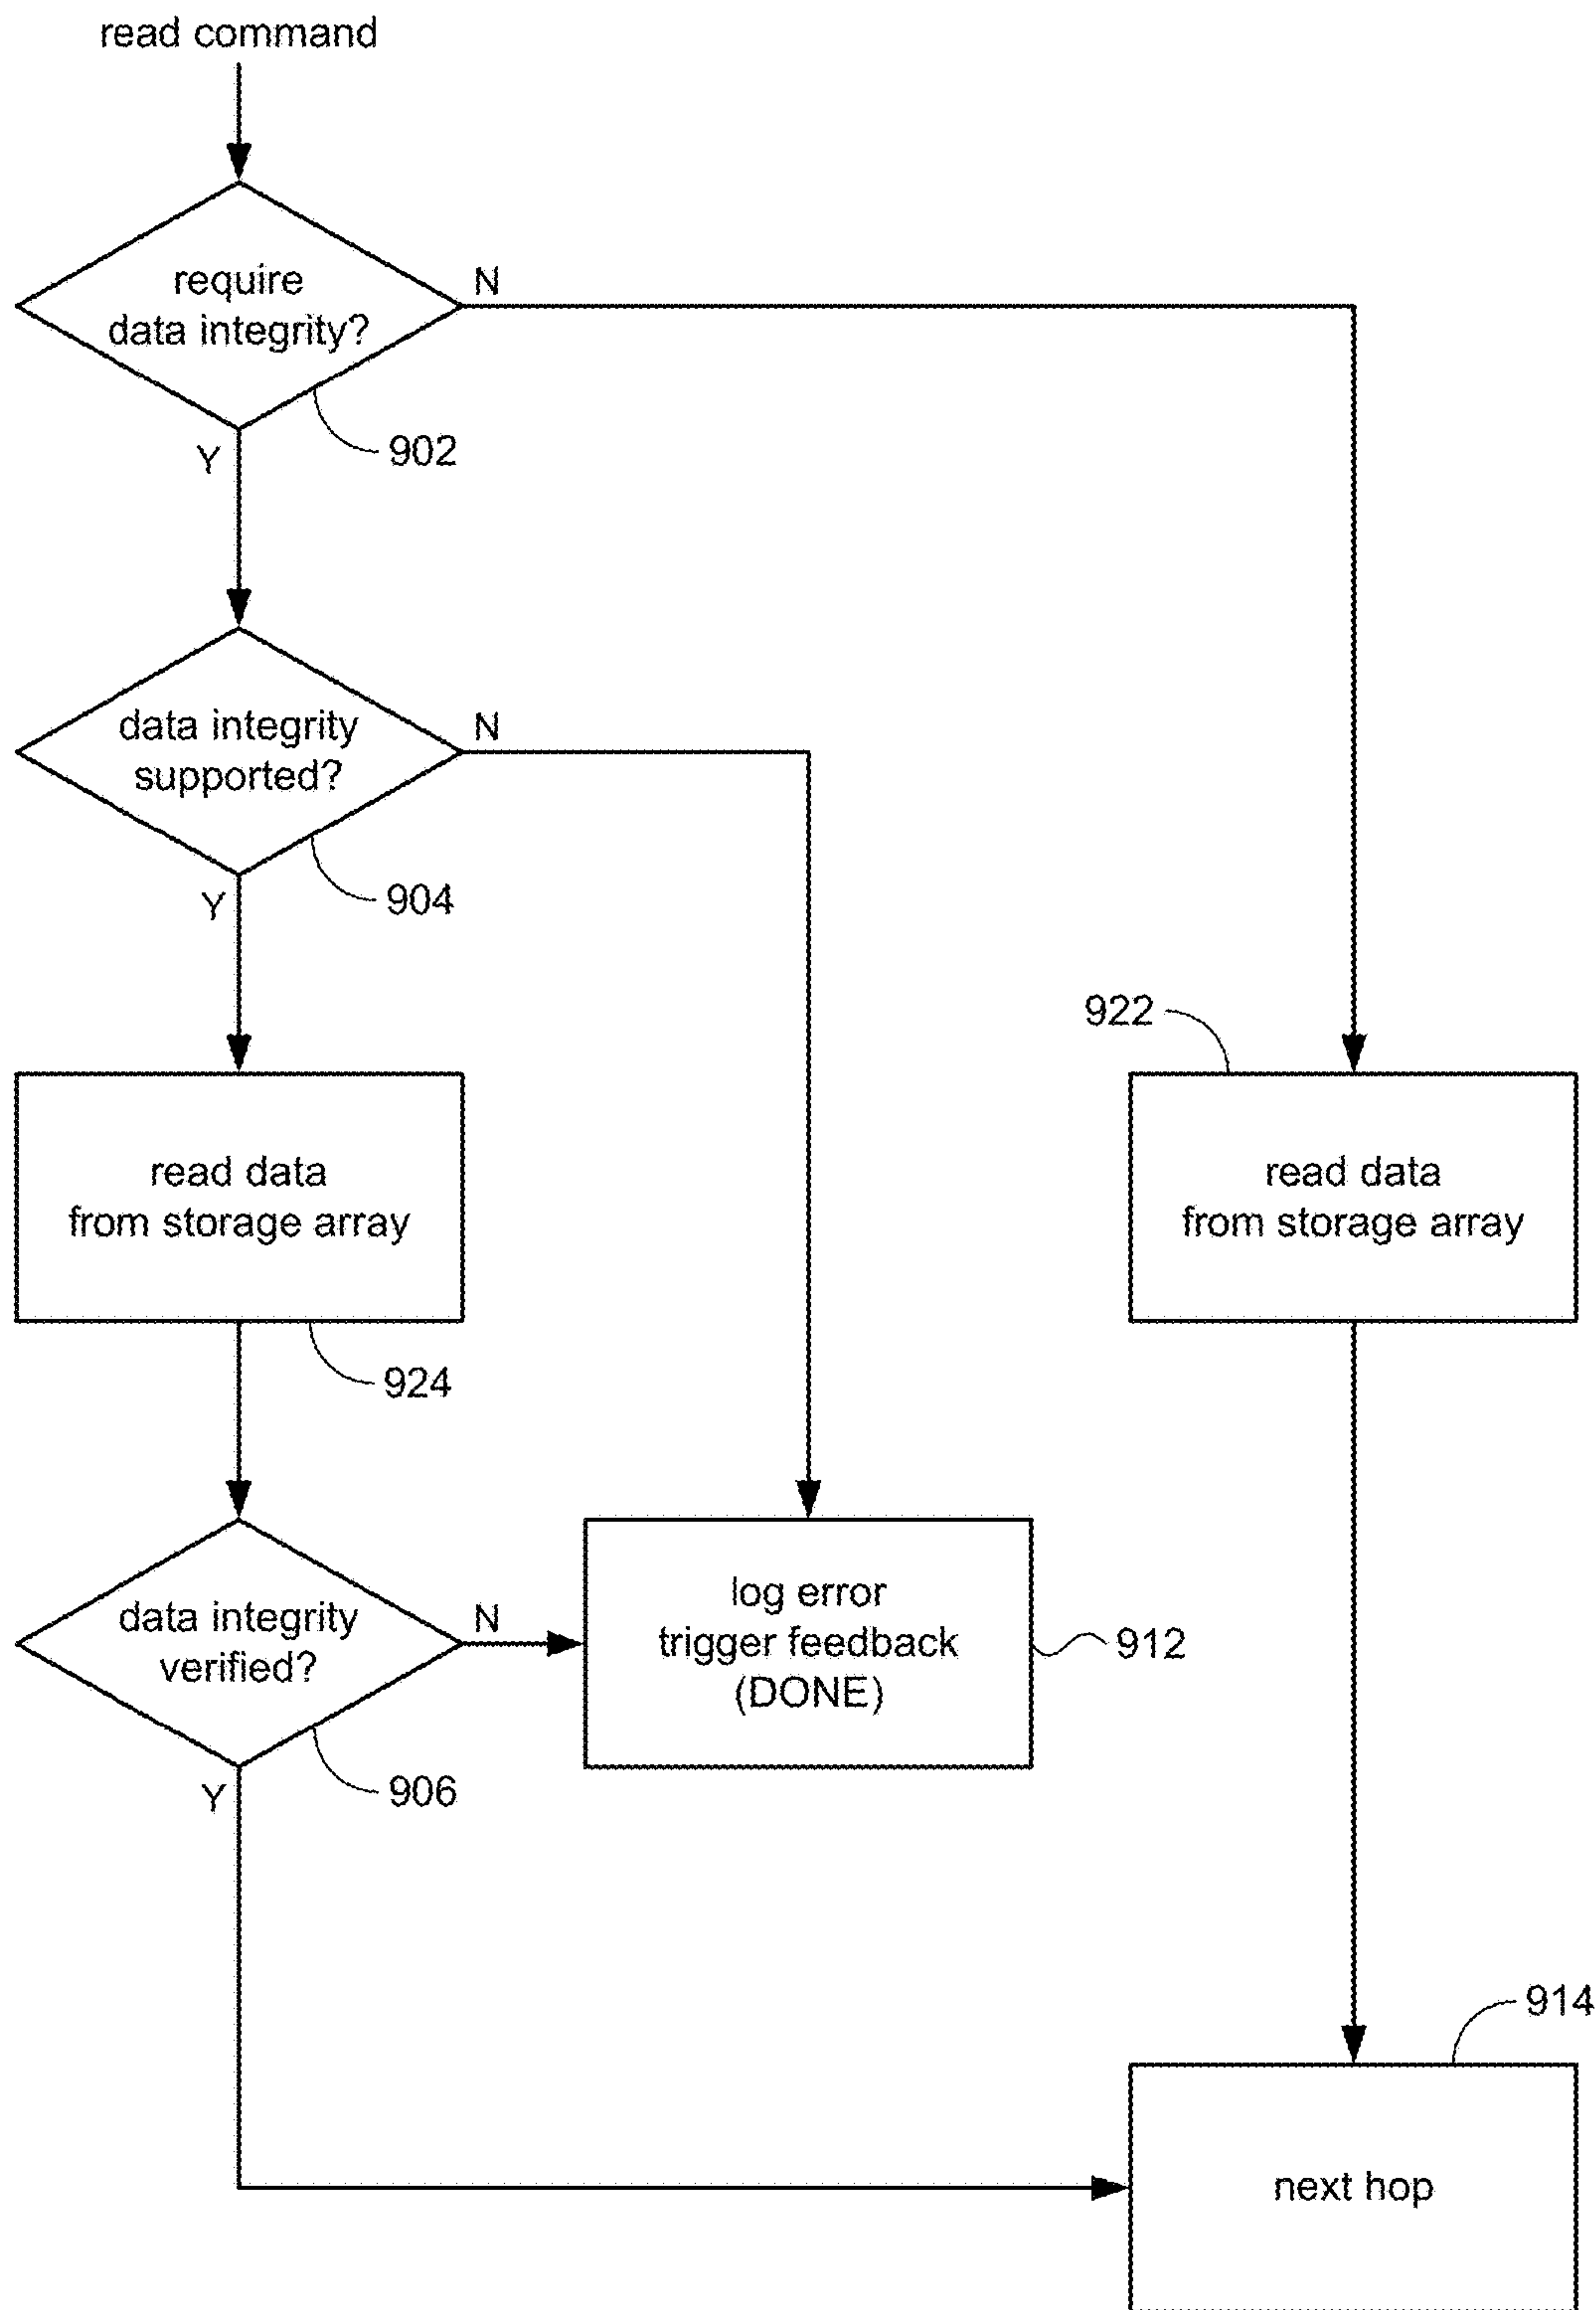 read command
require
data integrity?
N
902
Y
data integrity
supported?
N
904
Y
922
read data
from storage array
read data
from storage array
924
data integrity
verified?
N
log error
trigger feedback
(DONE)
912
906
Y
914
next hop